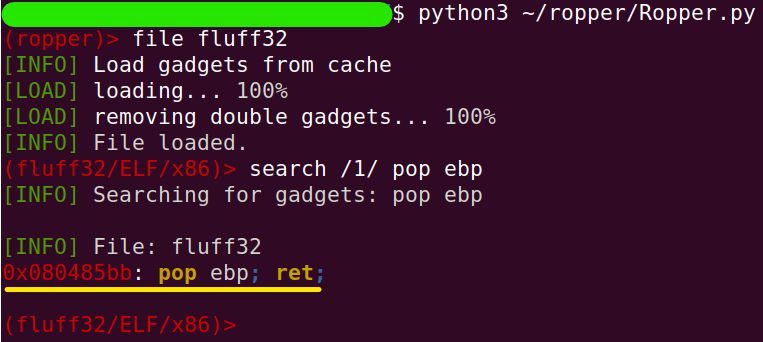 $ python3 ~/ropper/Ropper.py
(ropper)> file fluff32
[INFO] Load gadgets from cache
[LOAD] loading... 100%
[LOAD] removing double gadgets... 100%
[INFO] File loaded.
(fluff32/ELF/x86)> search /1/ pop ebp
[INFO] Searching for gadgets: pop ebp
[INFO] File: fluff32
0x080485bb: pop ebp; ret;
(fluff32/ELF/x86)>